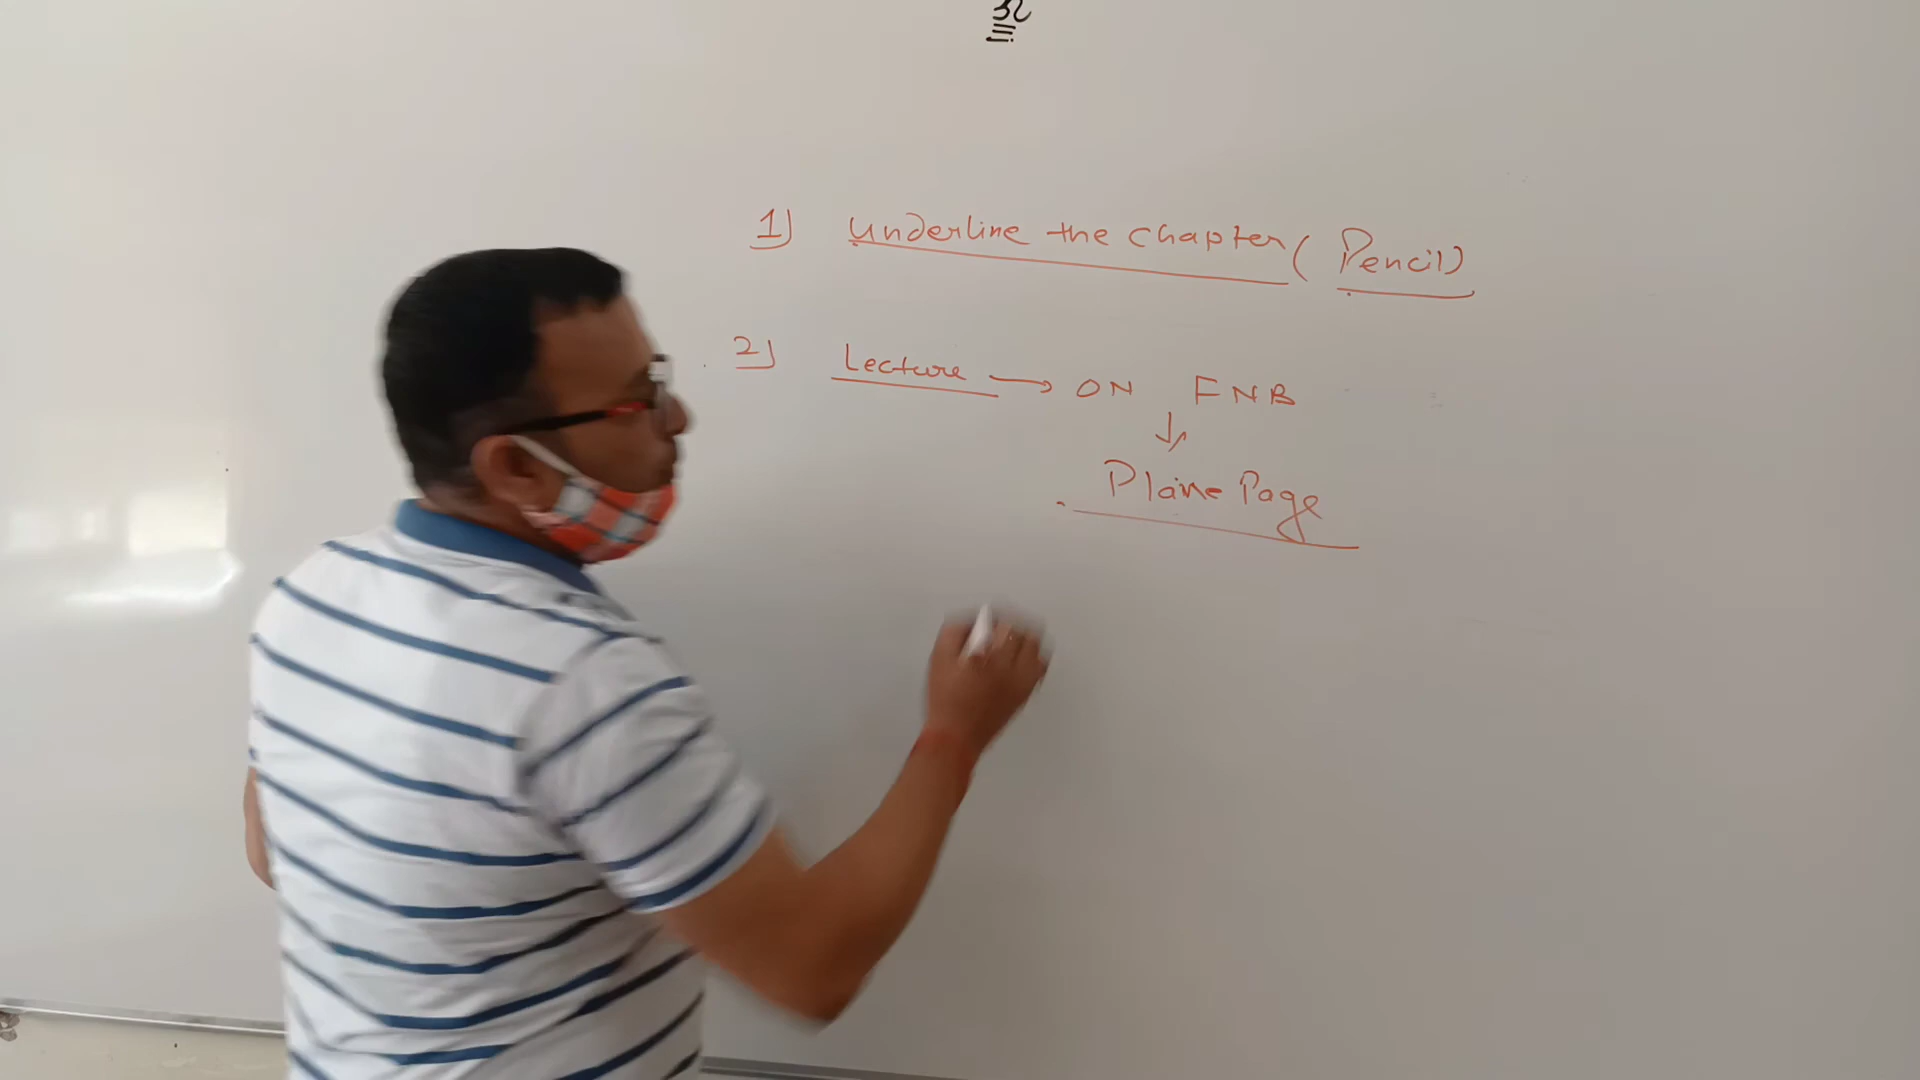 ॐ
1) Underline the chapter (Pencil)
2) Lecture → ON FNB
↓
Plaine Page